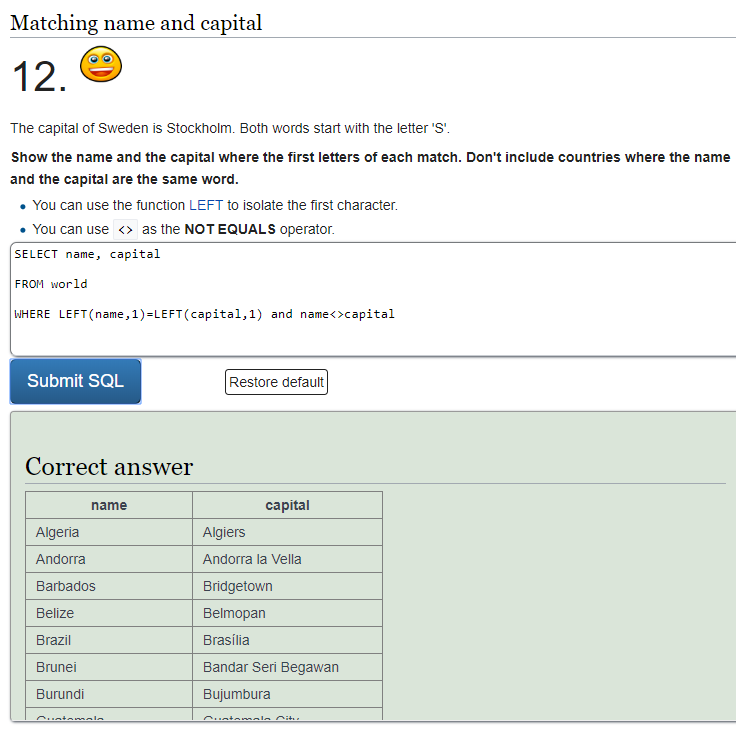 Matching name and capital
12.
The capital of Sweden is Stockholm. Both words start with the letter 'S'.
Show the name and the capital where the first letters of each match. Don't include countries where the name
and the capital are the same word.
You can use the function LEFT to isolate the first character.
You can use <> as the NOT EQUALS operator.
SELECT name, capital
FROM world
WHERE LEFT(name,1)=LEFT(capital,1) and name<>capital
Submit SQL Restore default
Correct answer
name capital
Algeria Algiers
Andorra Andorra la Vella
Barbados Bridgetown
Belize Belmopan
Brazil Brasília
Brunei Bandar Seri Begawan
Burundi Bujumbura
Guatemala Guatemala City